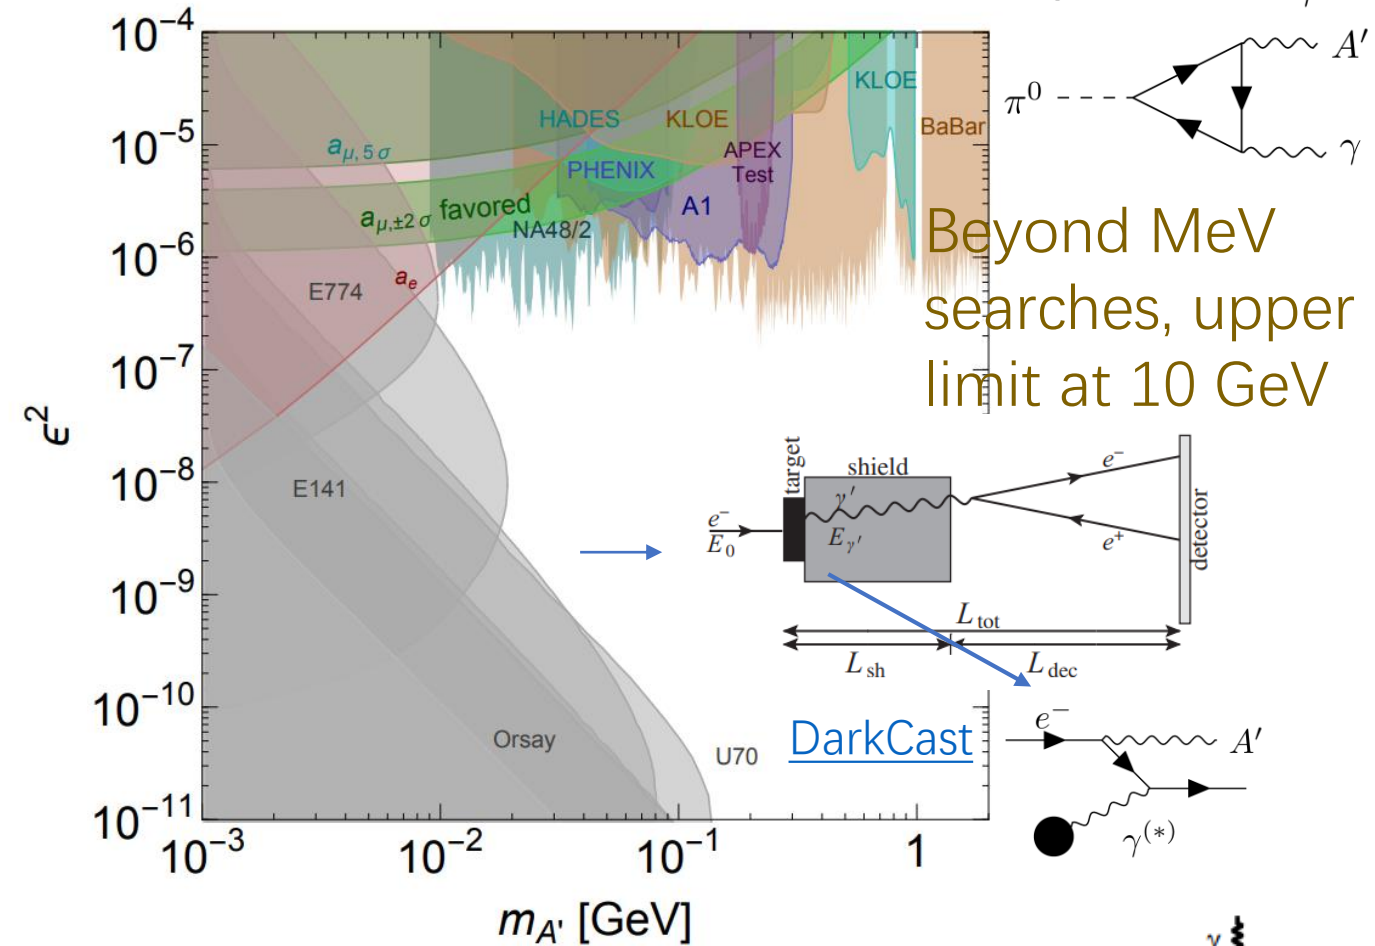 10⁻⁴
10⁻⁵
10⁻⁶
10⁻⁷
10⁻⁸
10⁻⁹
10⁻¹⁰
10⁻¹¹
ϵ²
10⁻³
10⁻²
10⁻¹
1
m_A' [GeV]
HADES
KLOE
KLOE
BaBar
a_μ,5σ
PHENIX
APEX
Test
a_μ,±2σ favored
A1
NA48/2
a_e
E774
E141
Orsay
U70
π⁰
A′
γ
Beyond MeV
searches, upper
limit at 10 GeV
target
shield
γ′
E_γ′
e⁻
E₀
e⁻
e⁺
detector
L_tot
L_sh
L_dec
DarkCast
e⁻
A′
γ⁽*⁾
γ